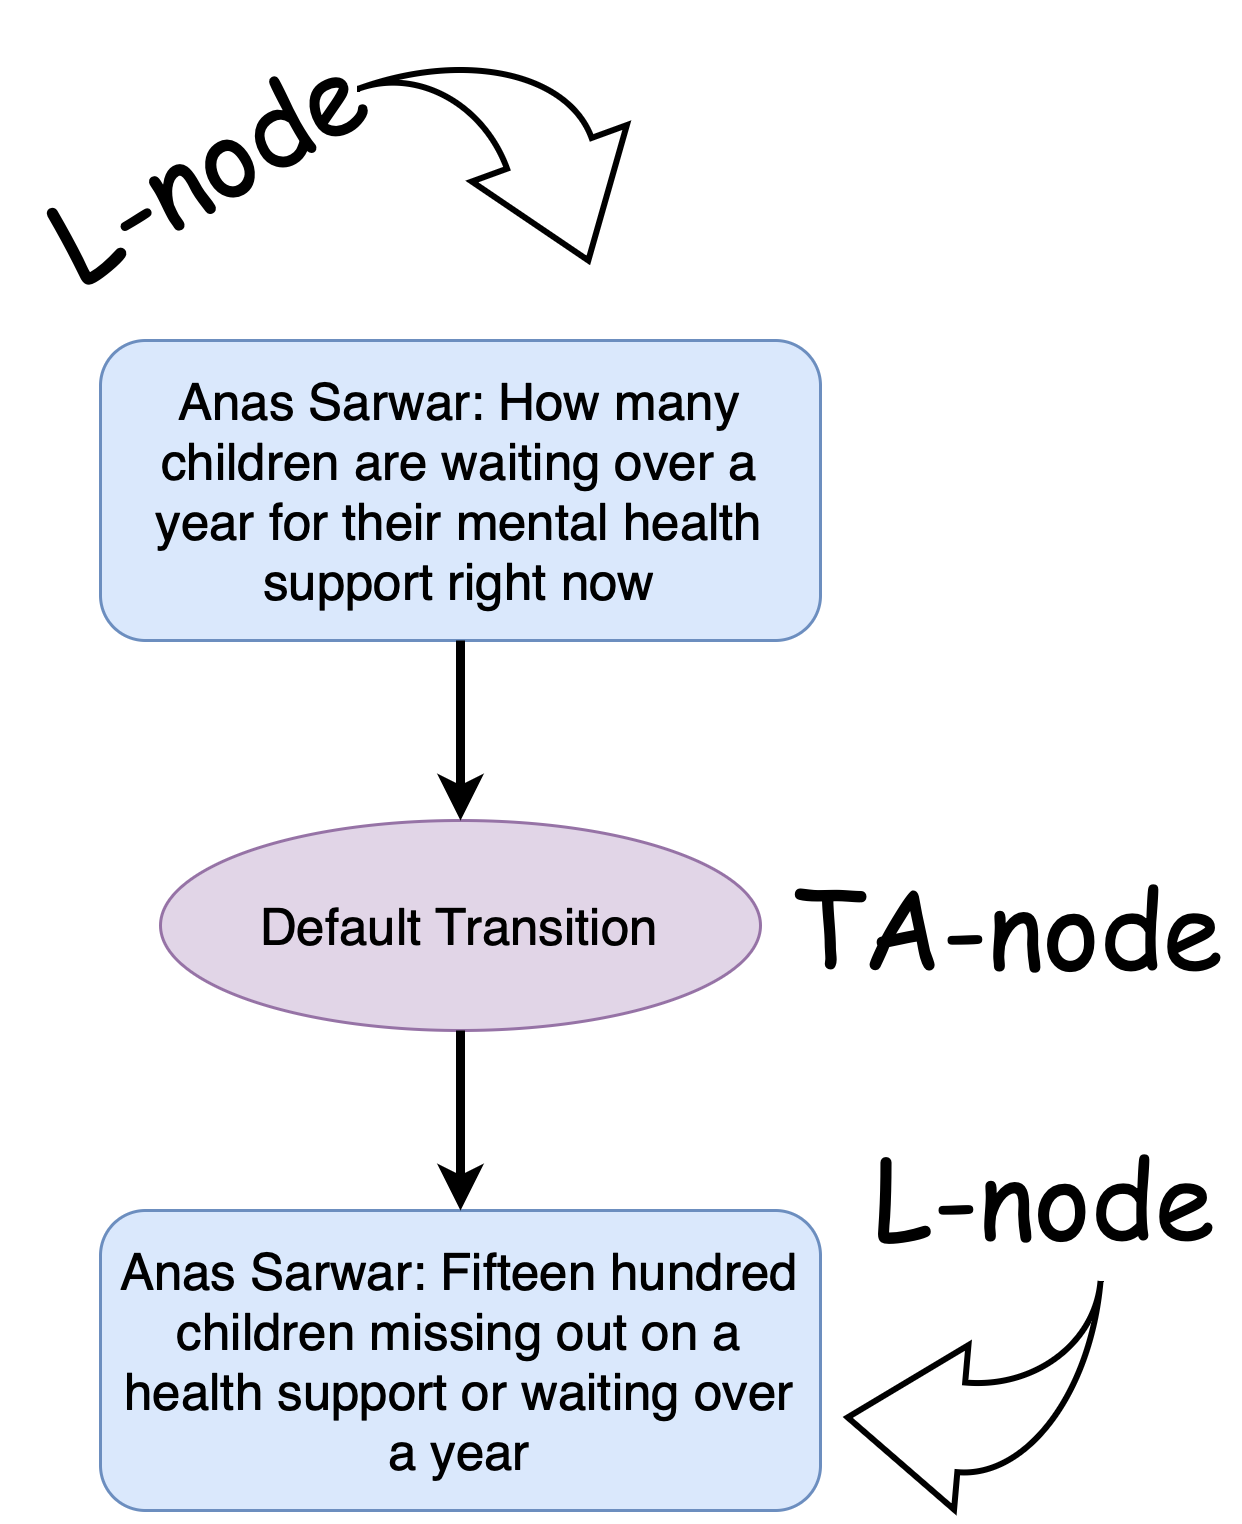 L-node
Anas Sarwar: How many
children are waiting over a
year for their mental health
support right now
Default Transition
TA-node
L-node
Anas Sarwar: Fifteen hundred
children missing out on a
health support or waiting over
a year